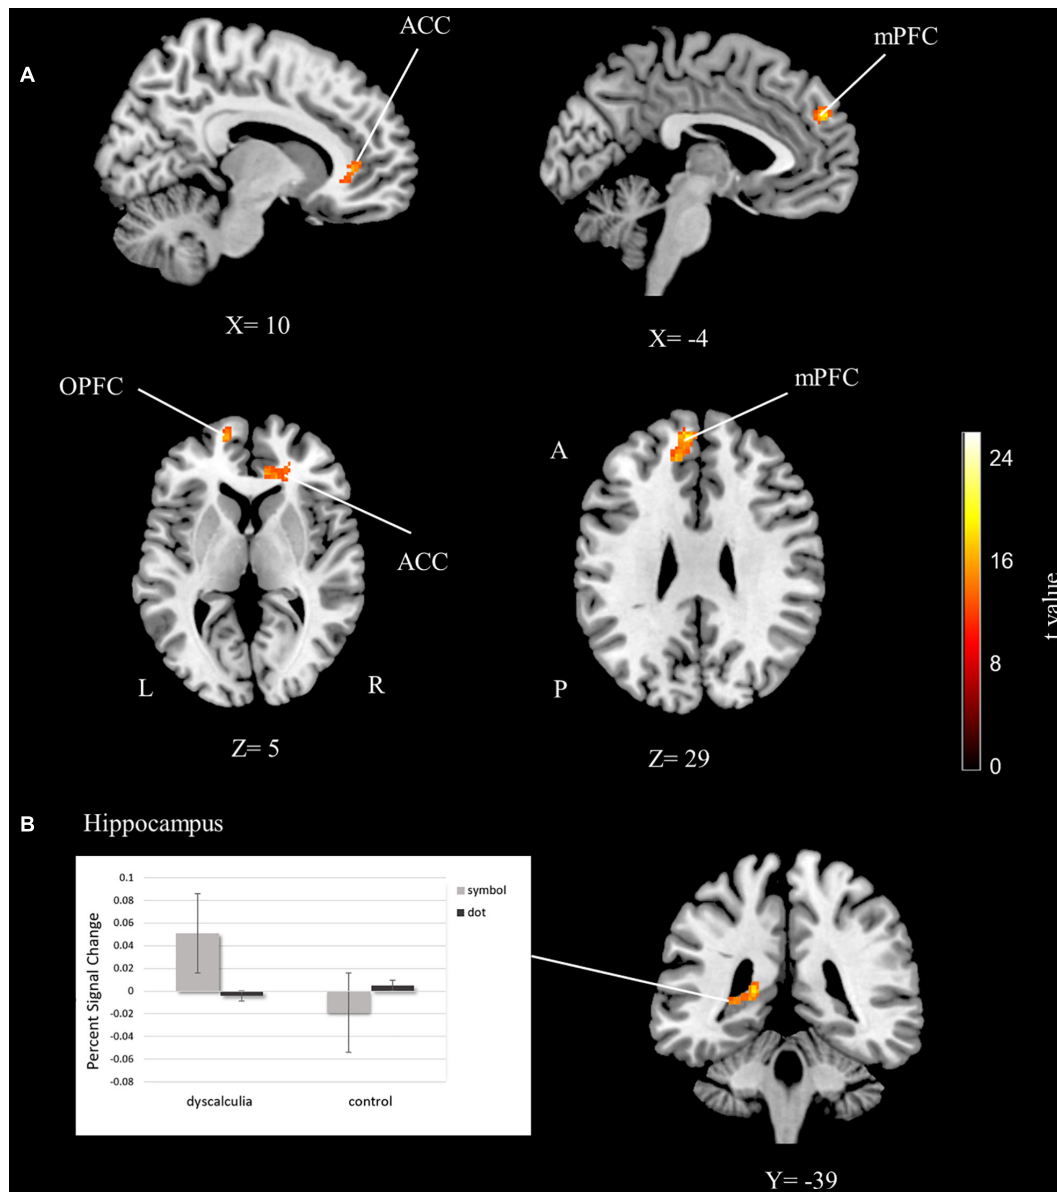 A
ACC
mPFC
X= 10
X= -4
OPFC
ACC
L
R
Z= 5
mPFC
A
P
Z= 29
24
16
8
0
t value
B
Hippocampus
0.1
0.08
0.06
0.04
0.02
0
-0.02
-0.04
-0.06
-0.08
Percent Signal Change
dyscalculia
control
symbol
dot
Y= -39